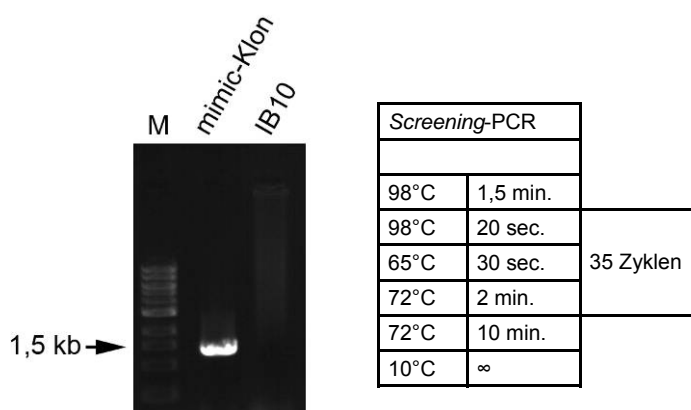 M mimic-Klon IB10
1,5 kb
Screening-PCR
98°C 1,5 min.
98°C 20 sec.
65°C 30 sec. 35 Zyklen
72°C 2 min.
72°C 10 min.
10°C ∞